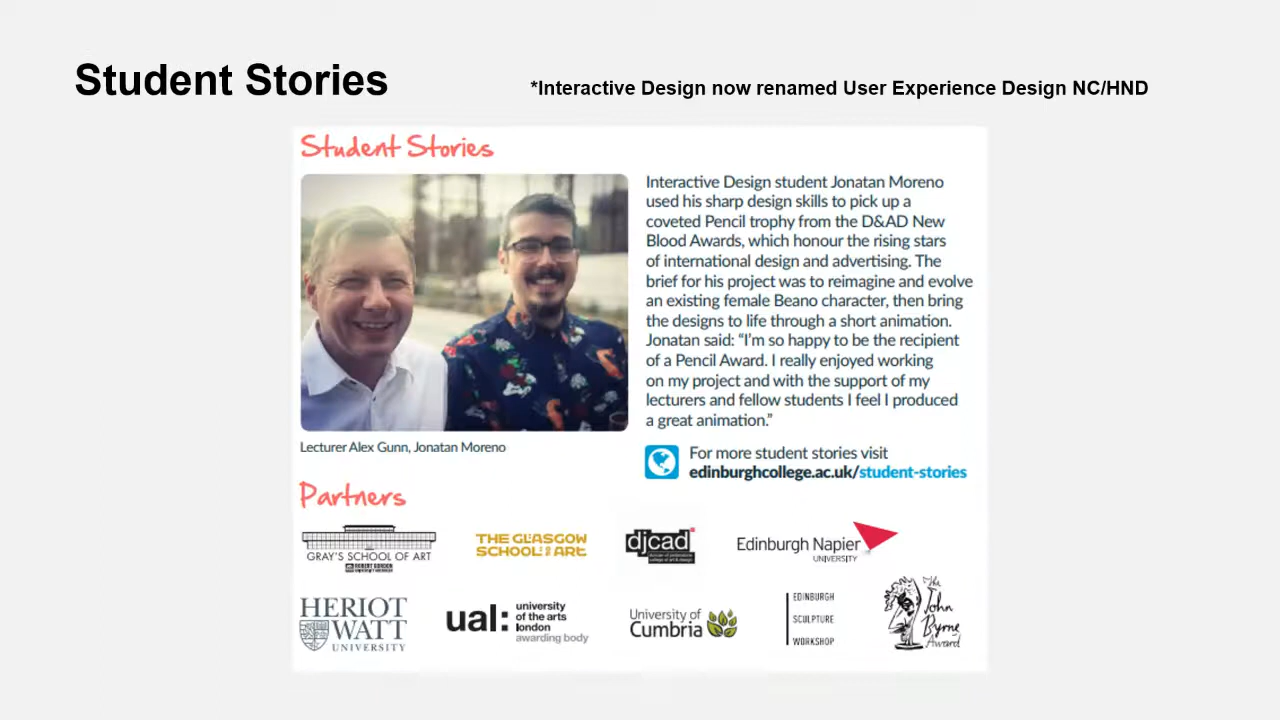 Student Stories
*Interactive Design now renamed User Experience Design NC/HND
Student Stories
Interactive Design student Jonatan Moreno
used his sharp design skills to pick up a
coveted Pencil trophy from the D&AD New
Blood Awards, which honour the rising stars
of international design and advertising. The
brief for his project was to reimagine and evolve
an existing female Beano character, then bring
the designs to life through a short animation.
Jonatan said: “I’m so happy to be the recipient
of a Pencil Award. I really enjoyed working
on my project and with the support of my
lecturers and fellow students I feel I produced
a great animation.”
Lecturer Alex Gunn, Jonatan Moreno
For more student stories visit
edinburghcollege.ac.uk/student-stories
Partners
GRAY'S SCHOOL OF ART
ROBERT GORDON
THE GLASGOW
SCHOOL OF ART
djcad
Edinburgh Napier
UNIVERSITY
HERIOT
WATT
UNIVERSITY
ual:
university
of the arts
london
awarding body
University of
Cumbria
EDINBURGH
SCULPTURE
WORKSHOP
The
John
Byrne
Award